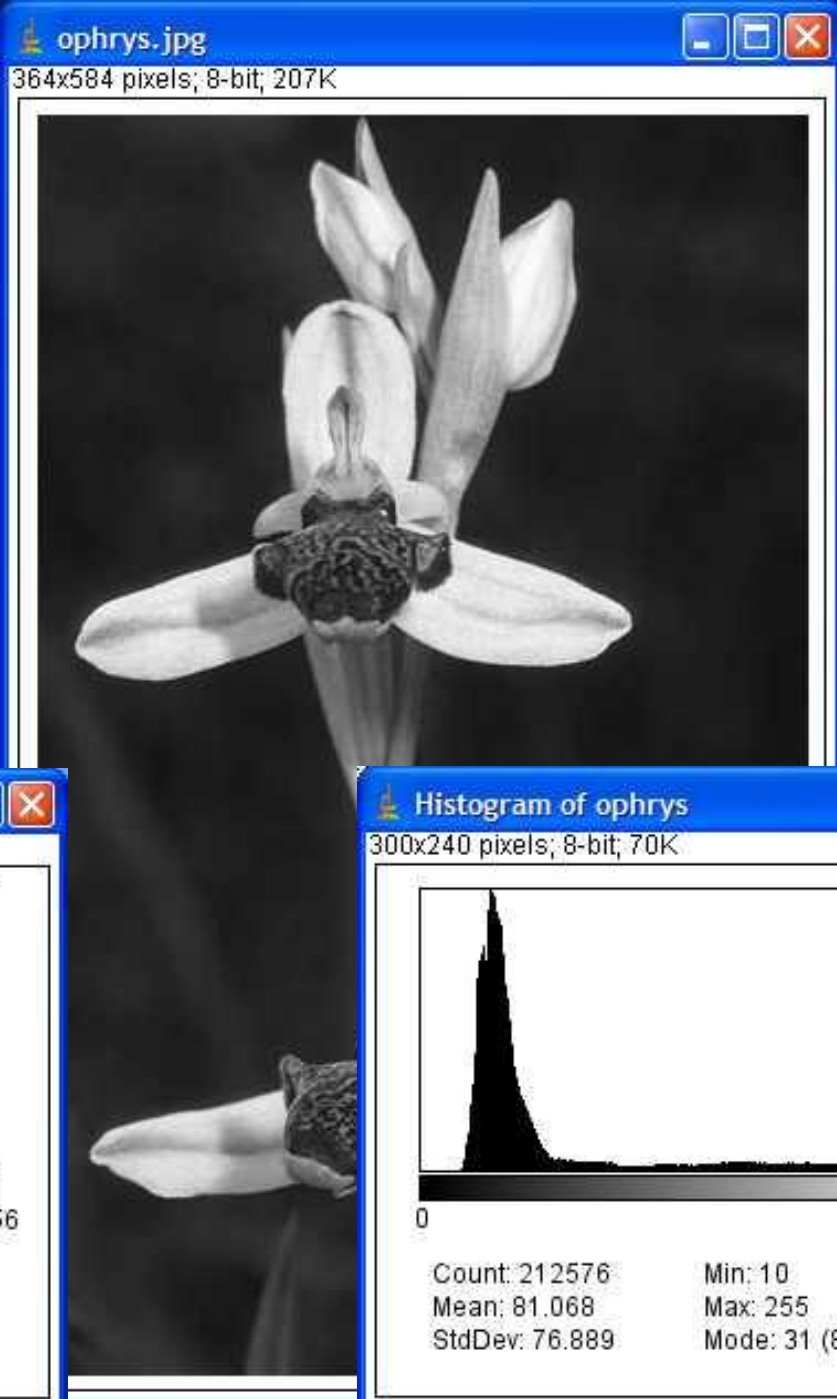 ophrys.jpg
364x584 pixels; 8-bit; 207K
Histogram of ophrys
300x240 pixels; 8-bit; 70K
0
Count: 212576
Min: 10
Mean: 81.068
Max: 255
StdDev: 76.889
Mode: 31